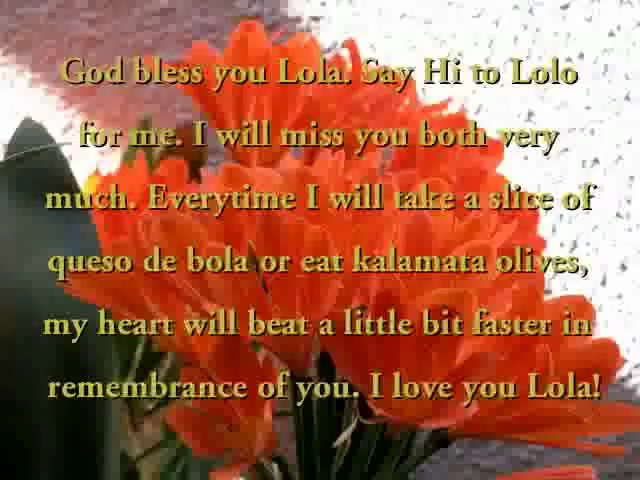 God bless you Lola. Say Hi to Lolo
for me. I will miss you both very
much. Everytime I will take a slice of
queso de bola or eat kalamata olives,
my heart will beat a little bit faster in
remembrance of you. I love you Lola!